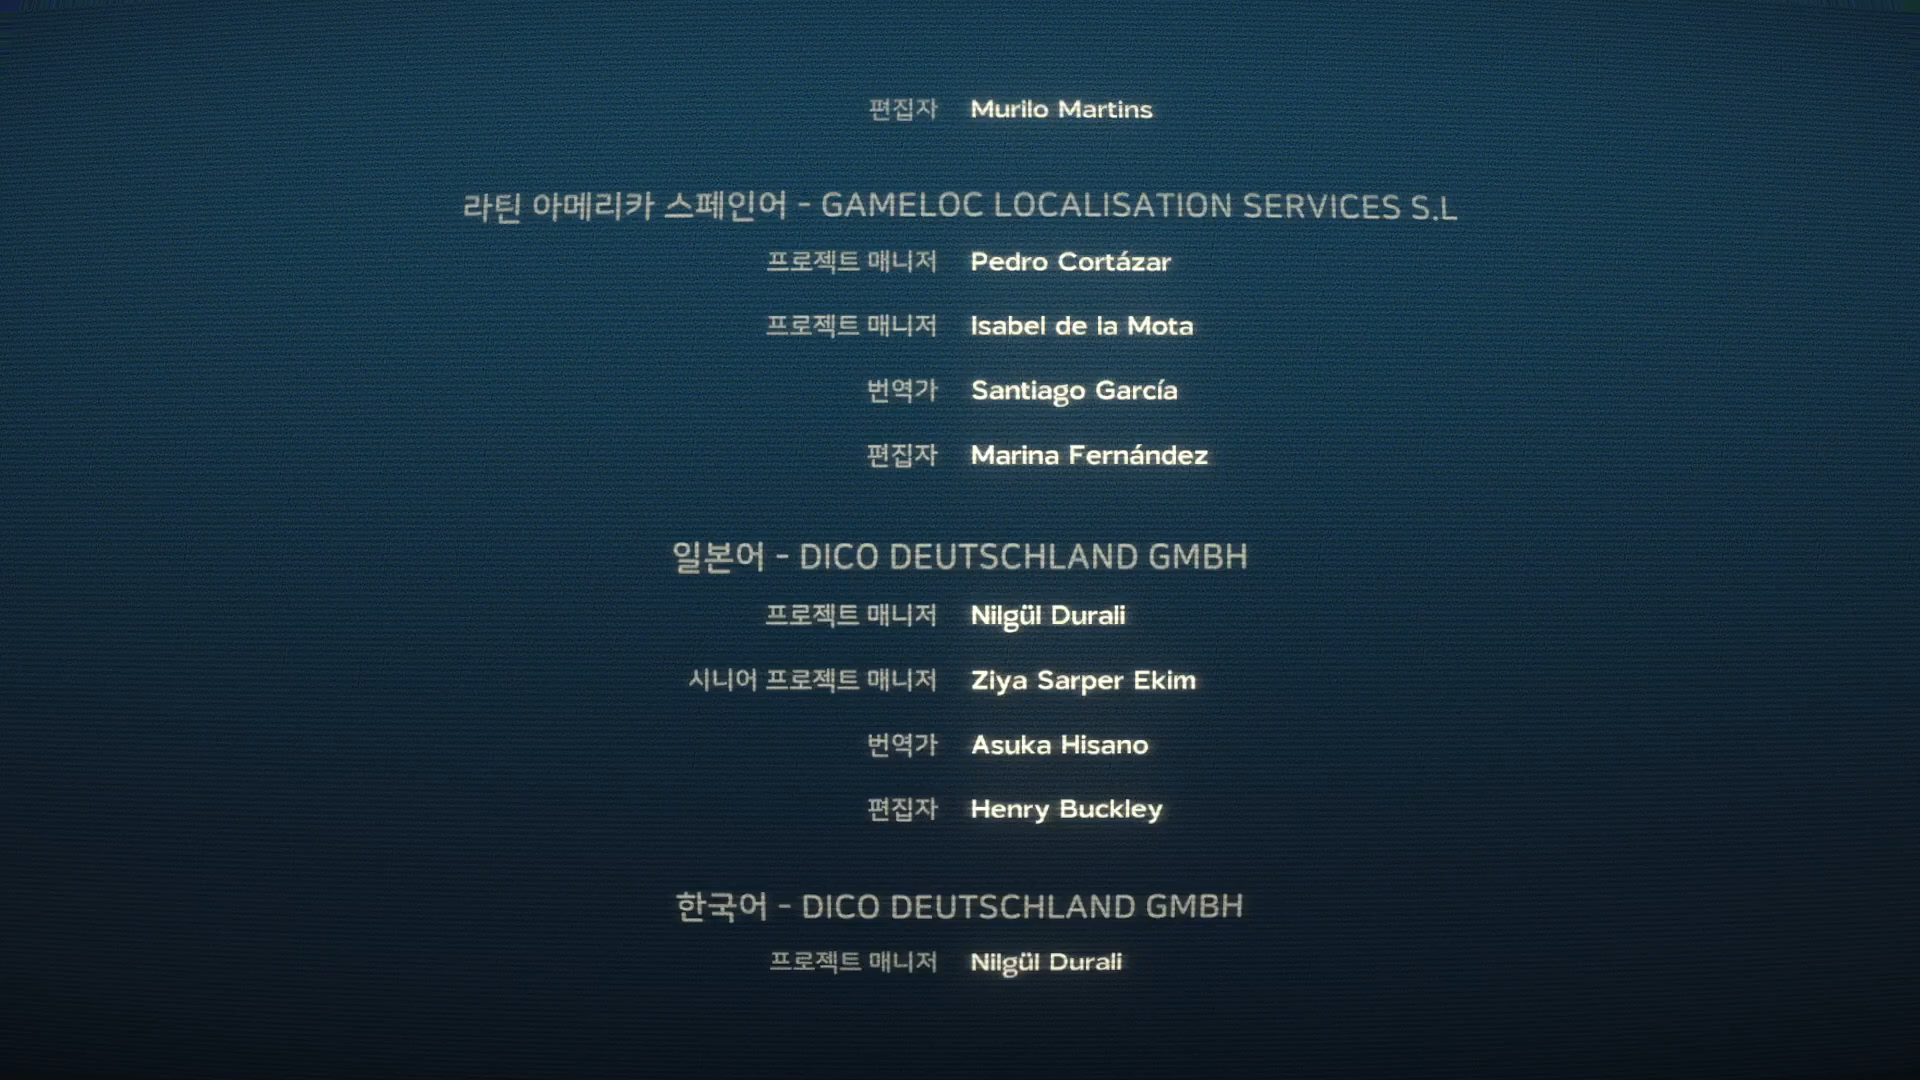 편집자 Murilo Martins
라틴 아메리카 스페인어 - GAMELOC LOCALISATION SERVICES S.L
프로젝트 매니저 Pedro Cortázar
프로젝트 매니저 Isabel de la Mota
번역가 Santiago García
편집자 Marina Fernández
일본어 - DICO DEUTSCHLAND GMBH
프로젝트 매니저 Nilgül Durali
시니어 프로젝트 매니저 Ziya Sarper Ekim
번역가 Asuka Hisano
편집자 Henry Buckley
한국어 - DICO DEUTSCHLAND GMBH
프로젝트 매니저 Nilgül Durali